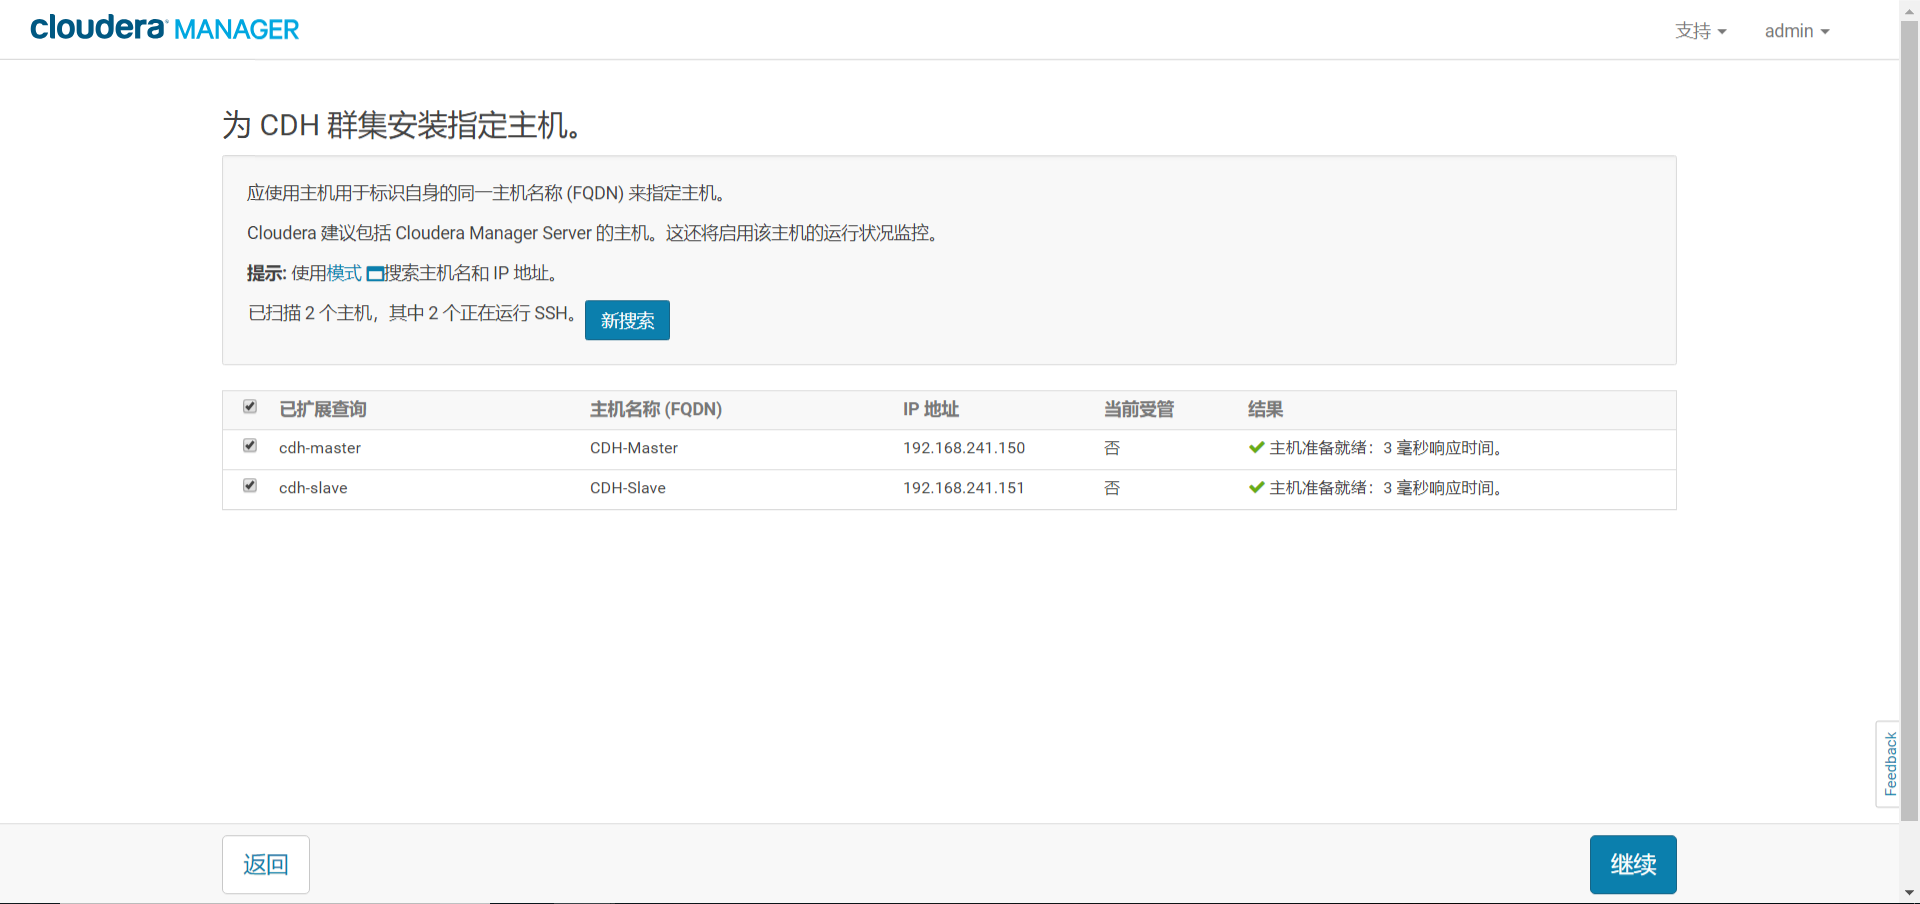 cloudera MANAGER
支持 admin
为 CDH 群集安装指定主机。
应使用主机用于标识自身的同一主机名称 (FQDN) 来指定主机。
Cloudera 建议包括 Cloudera Manager Server 的主机。这还将启用该主机的运行状况监控。
提示: 使用模式 搜索主机名和 IP 地址。
已扫描 2 个主机，其中 2 个正在运行 SSH。 新搜索
已扩展查询 主机名称 (FQDN) IP 地址 当前受管 结果
cdh-master CDH-Master 192.168.241.150 否 主机准备就绪：3 毫秒响应时间。
cdh-slave CDH-Slave 192.168.241.151 否 主机准备就绪：3 毫秒响应时间。
Feedback
返回 继续